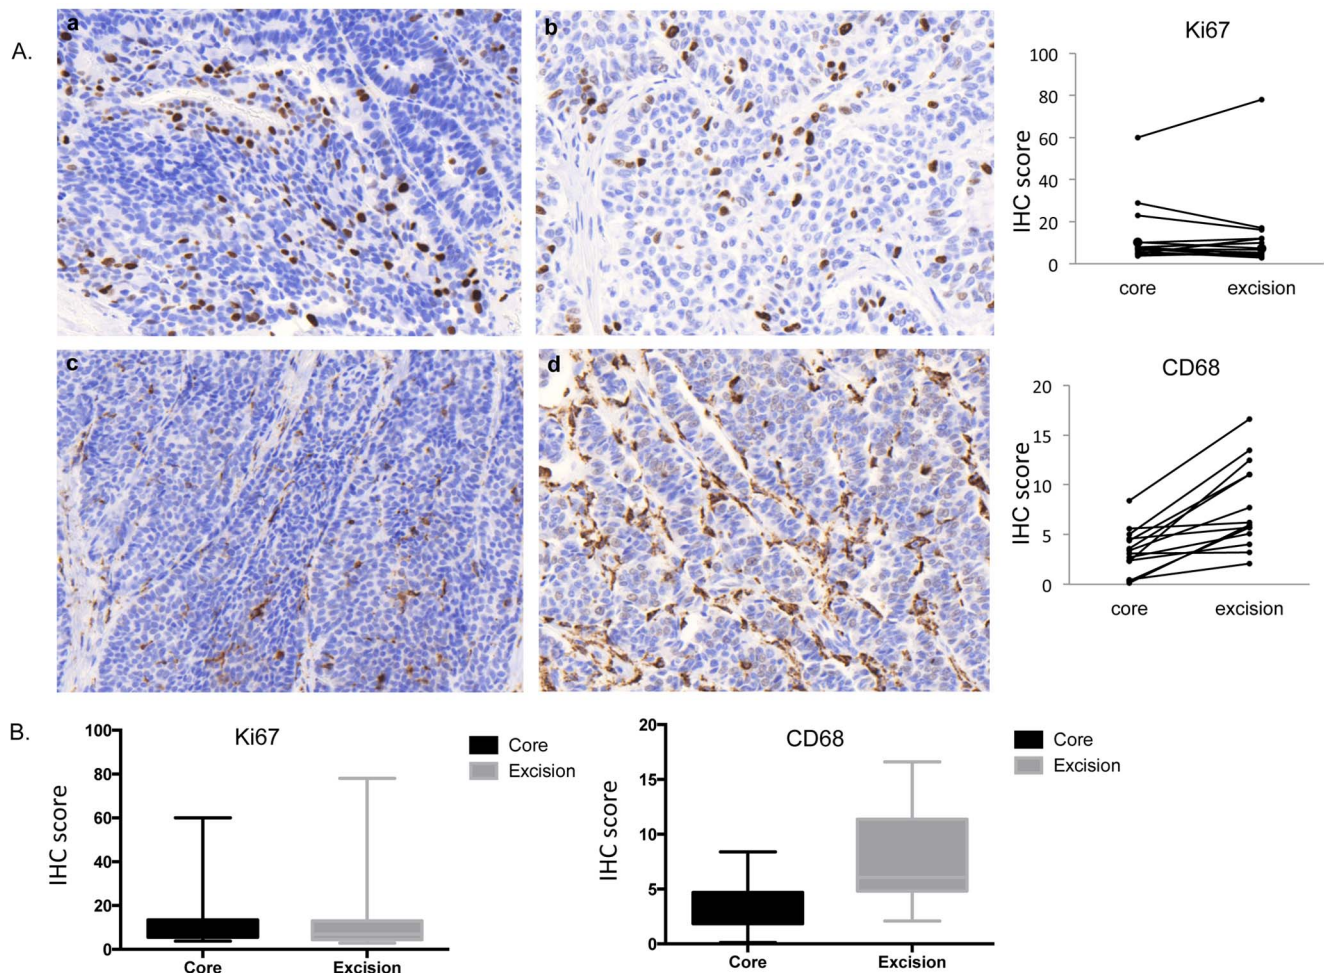 A.
a
b
Ki67
100
80
60
40
20
0
IHC score
core
excision
c
d
CD68
20
15
10
5
0
IHC score
core
excision
B.
Ki67
100
80
60
40
20
0
IHC score
Core
Excision
Core
Excision
CD68
20
15
10
5
0
IHC score
Core
Excision
Core
Excision